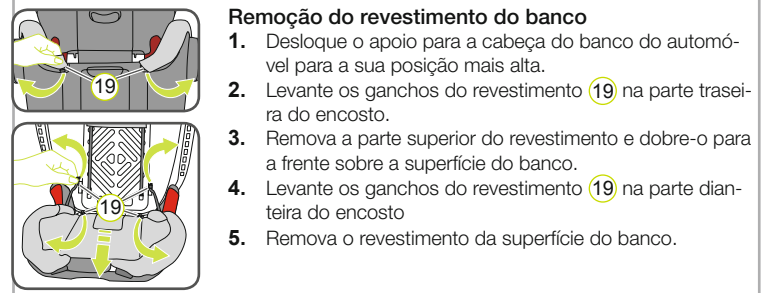 Remoção do revestimento do banco
1. Desloque o apoio para a cabeça do banco do automó-
vel para a sua posição mais alta.
2. Levante os ganchos do revestimento 19 na parte trasei-
ra do encosto.
3. Remova a parte superior do revestimento e dobre-o para
a frente sobre a superfície do banco.
4. Levante os ganchos do revestimento 19 na parte dian-
teira do encosto
5. Remova o revestimento da superfície do banco.
19
19